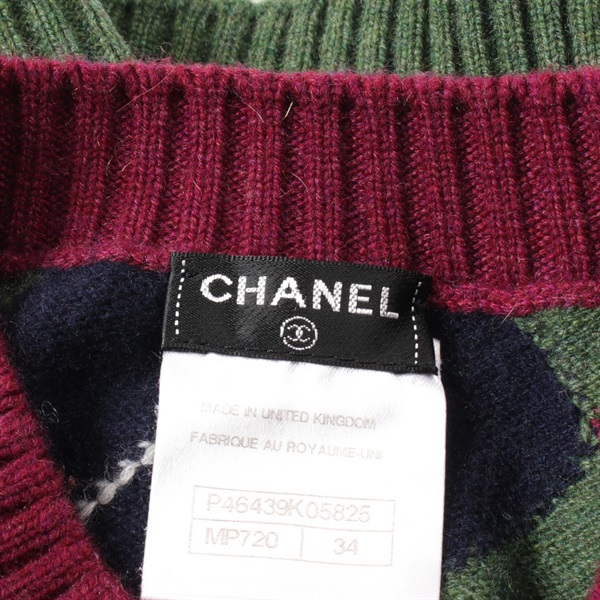 CHANEL
MADE IN UNITED KINGDOM
FABRIQUE AU ROYAUME-UNI
P46439K05825
MP720 34